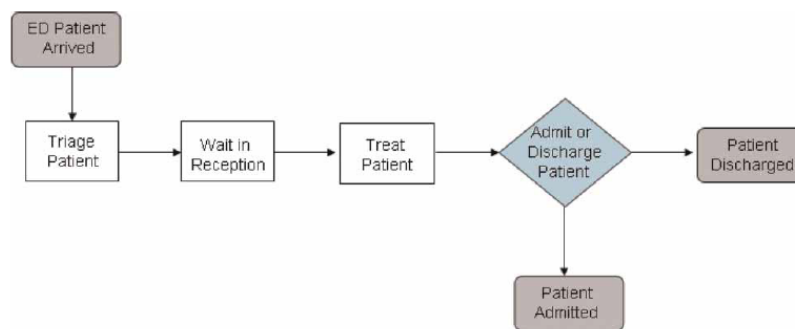 ED Patient
Arrived
Triage
Patient
Wait in
Reception
Treat
Patient
Admit or
Discharge
Patient
Patient
Discharged
Patient
Admitted